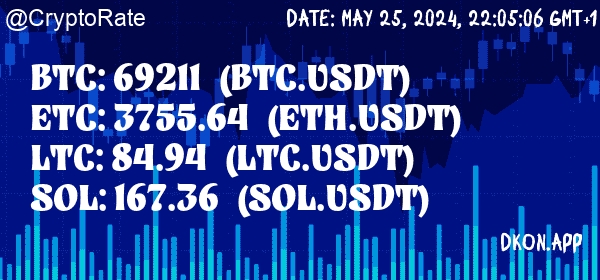 @CryptoRate
DATE: MAY 25, 2024, 22:05:06 GMT+1
BTC: 69211 (BTC.USDT)
ETC: 3755.64 (ETH.USDT)
LTC: 84.94 (LTC.USDT)
SOL: 167.36 (SOL.USDT)
DKON.APP